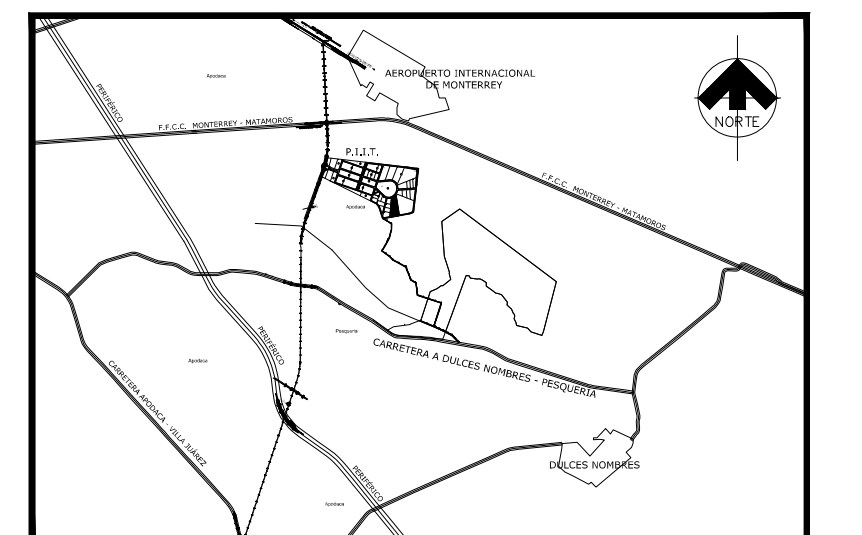 AEROPUERTO INTERNACIONAL
DE MONTERREY
Apodaca
PERIFÉRICO
F.F.C.C. MONTERREY - MATAMOROS
NORTE
P.I.I.T.
F.F.C.C. MONTERREY - MATAMOROS
Apodaca
Pesquería
PERIFÉRICO
CARRETERA A DULCES NOMBRES - PESQUERIA
Apodaca
CARRETERA APODACA - VILLA JUÁREZ
DULCES NOMBRES
PERIFÉRICO
Apodaca